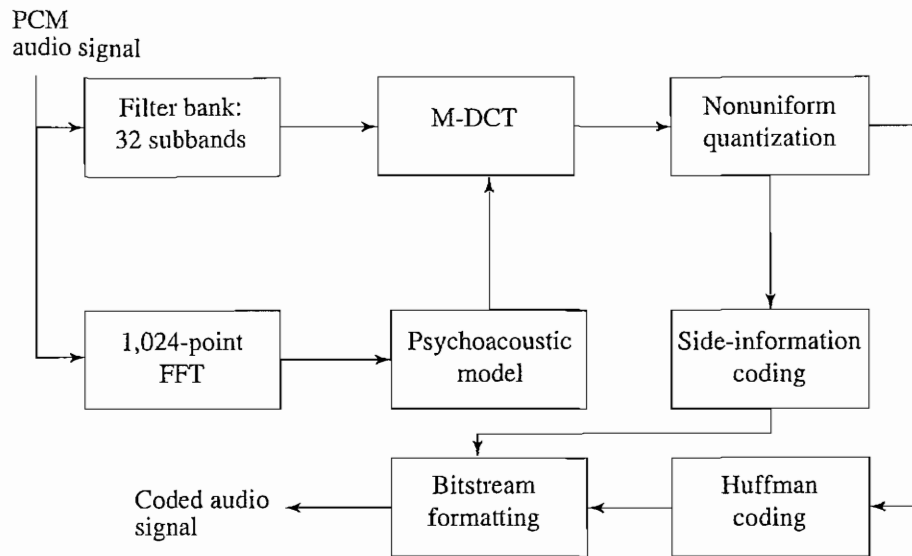 PCM
audio signal
Filter bank:
32 subbands
M-DCT
Nonuniform
quantization
1,024-point
FFT
Psychoacoustic
model
Side-information
coding
Coded audio
signal
Bitstream
formatting
Huffman
coding